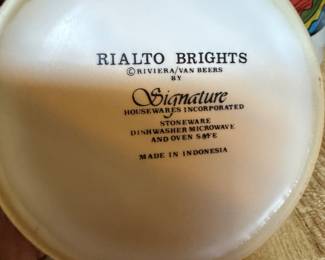 RIALTO BRIGHTS
©RIVIERA/VAN BEERS
BY
Signature
HOUSEWARES INCORPORATED
STONEWARE
DISHWASHER MICROWAVE
AND OVEN SAFE
MADE IN INDONESIA